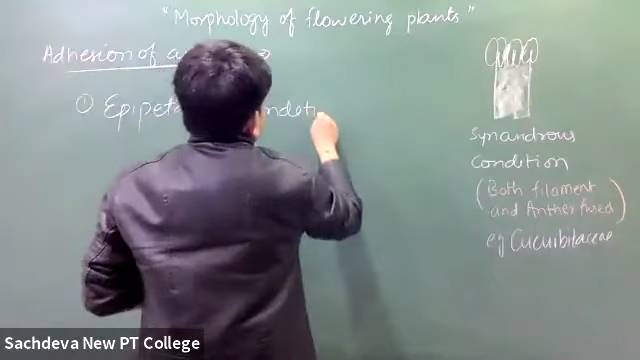 "Morphology of flowering plants"
Adhesion of
① Epipeta ndeti
Synandrous
Condition
(Both filament
and Anther fused)
eg Cucurbitaceae
Sachdeva New PT College